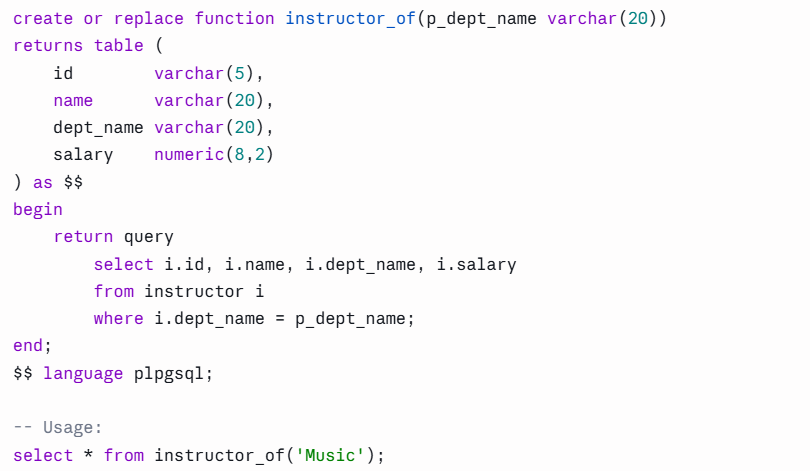 create or replace function instructor_of(p_dept_name varchar(20))
returns table (
    id        varchar(5),
    name      varchar(20),
    dept_name varchar(20),
    salary    numeric(8,2)
) as $$
begin
    return query
        select i.id, i.name, i.dept_name, i.salary
        from instructor i
        where i.dept_name = p_dept_name;
end;
$$ language plpgsql;

-- Usage:
select * from instructor_of('Music');